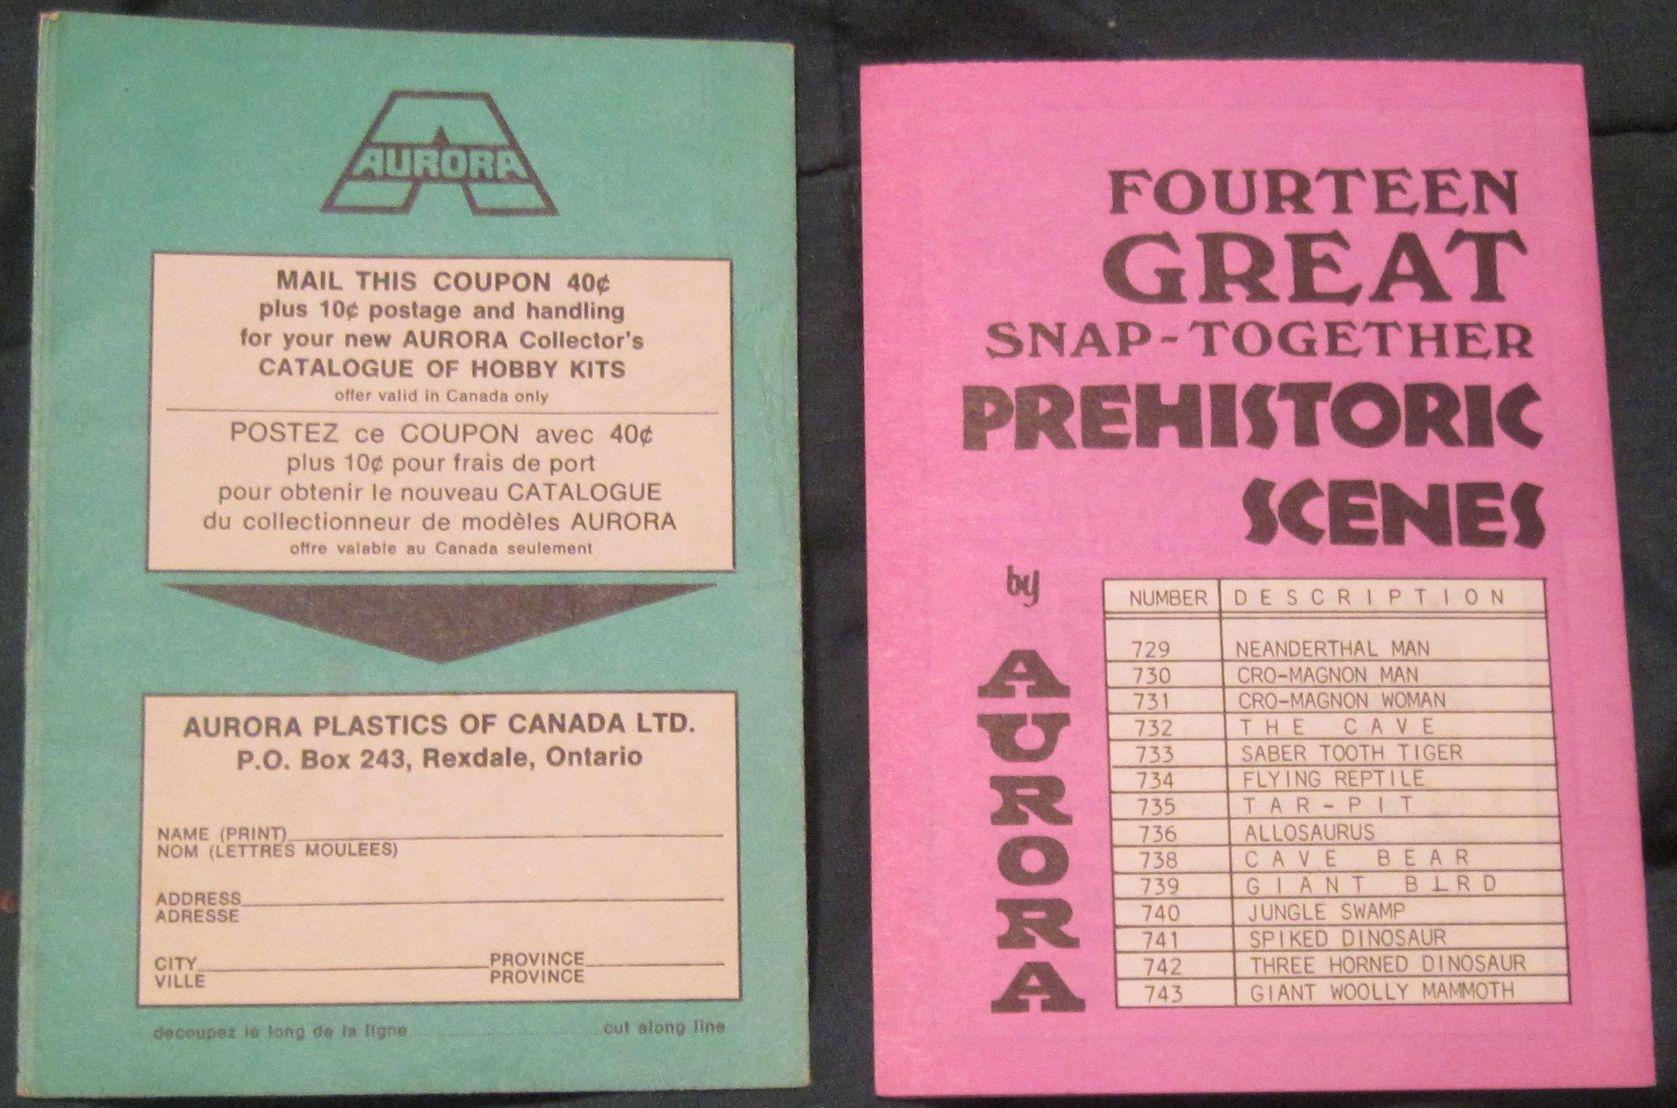 AURORA
MAIL THIS COUPON 40¢
plus 10¢ postage and handling
for your new AURORA Collector's
CATALOGUE OF HOBBY KITS
offer valid in Canada only
POSTEZ ce COUPON avec 40¢
plus 10¢ pour frais de port
pour obtenir le nouveau CATALOGUE
du collectionneur de modèles AURORA
offre valable au Canada seulement
AURORA PLASTICS OF CANADA LTD.
P.O. Box 243, Rexdale, Ontario
NAME (PRINT)
NOM (LETTRES MOULEES)
ADDRESS
ADRESSE
CITY PROVINCE
VILLE PROVINCE
decoupez le long de la ligne cut along line
FOURTEEN
GREAT
SNAP-TOGETHER
PREHISTORIC
SCENES
by
AURORA
NUMBER DESCRIPTION
729 NEANDERTHAL MAN
730 CRO-MAGNON MAN
731 CRO-MAGNON WOMAN
732 THE CAVE
733 SABER TOOTH TIGER
734 FLYING REPTILE
735 TAR-PIT
736 ALLOSAURUS
738 CAVE BEAR
739 GIANT BIRD
740 JUNGLE SWAMP
741 SPIKED DINOSAUR
742 THREE HORNED DINOSAUR
743 GIANT WOOLLY MAMMOTH